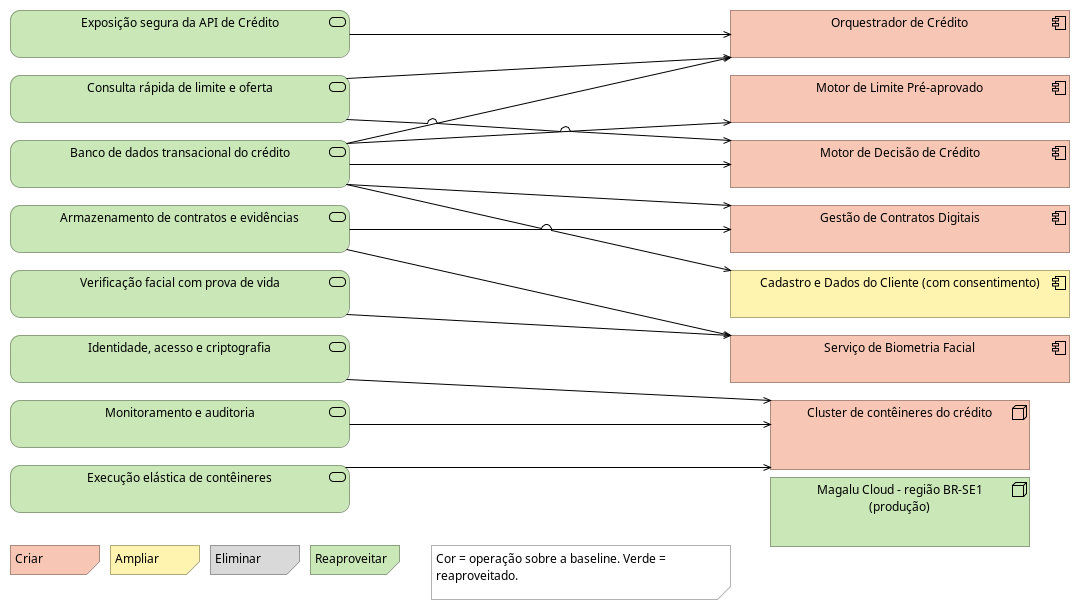 Exposição segura da API de Crédito
Orquestrador de Crédito
Consulta rápida de limite e oferta
Motor de Limite Pré-aprovado
Banco de dados transacional do crédito
Motor de Decisão de Crédito
Armazenamento de contratos e evidências
Gestão de Contratos Digitais
Verificação facial com prova de vida
Cadastro e Dados do Cliente (com consentimento)
Identidade, acesso e criptografia
Serviço de Biometria Facial
Monitoramento e auditoria
Cluster de contêineres do crédito
Execução elástica de contêineres
Magalu Cloud - região BR-SE1
(produção)
Criar
Ampliar
Eliminar
Reaproveitar
Cor = operação sobre a baseline. Verde =
reaproveitado.